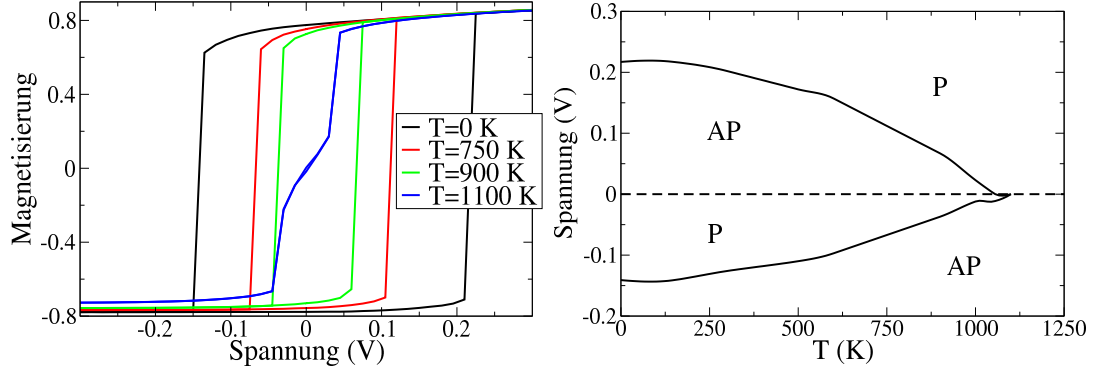 0.8
0.4
0
-0.4
-0.8
Magnetisierung
-0.2
-0.1
0
0.1
0.2
Spannung (V)
T=0 K
T=750 K
T=900 K
T=1100 K
0.3
0.2
0.1
0
-0.1
-0.2
Spannung (V)
P
AP
P
AP
0
250
500
750
1000
1250
T (K)